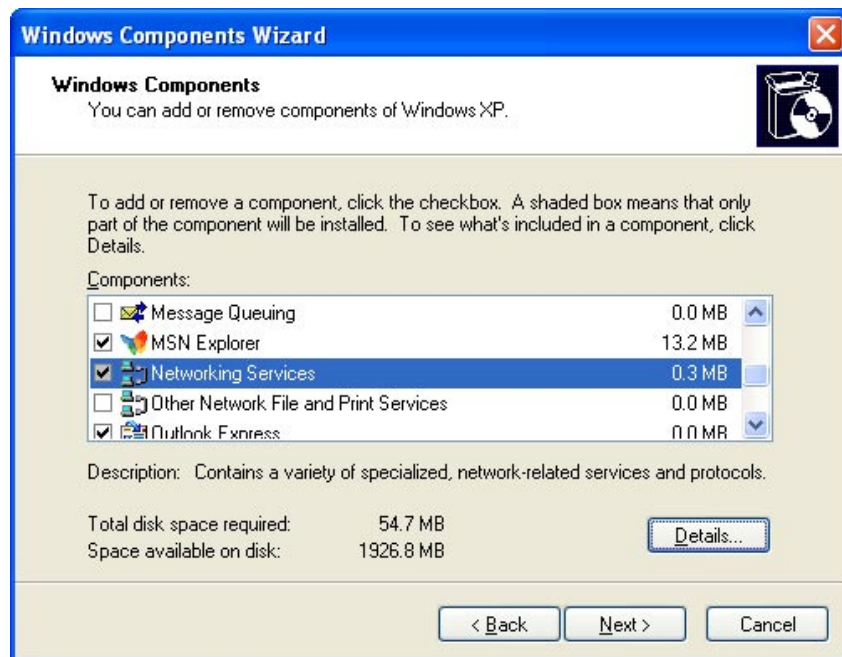 Windows Components Wizard
Windows Components
You can add or remove components of Windows XP.
To add or remove a component, click the checkbox. A shaded box means that only
part of the component will be installed. To see what's included in a component, click
Details.
Components:
Message Queuing 0.0 MB
MSN Explorer 13.2 MB
Networking Services 0.3 MB
Other Network File and Print Services 0.0 MB
Outlook Express 0.0 MB
Description: Contains a variety of specialized, network-related services and protocols.
Total disk space required: 54.7 MB
Space available on disk: 1926.8 MB
Details...
< Back Next > Cancel